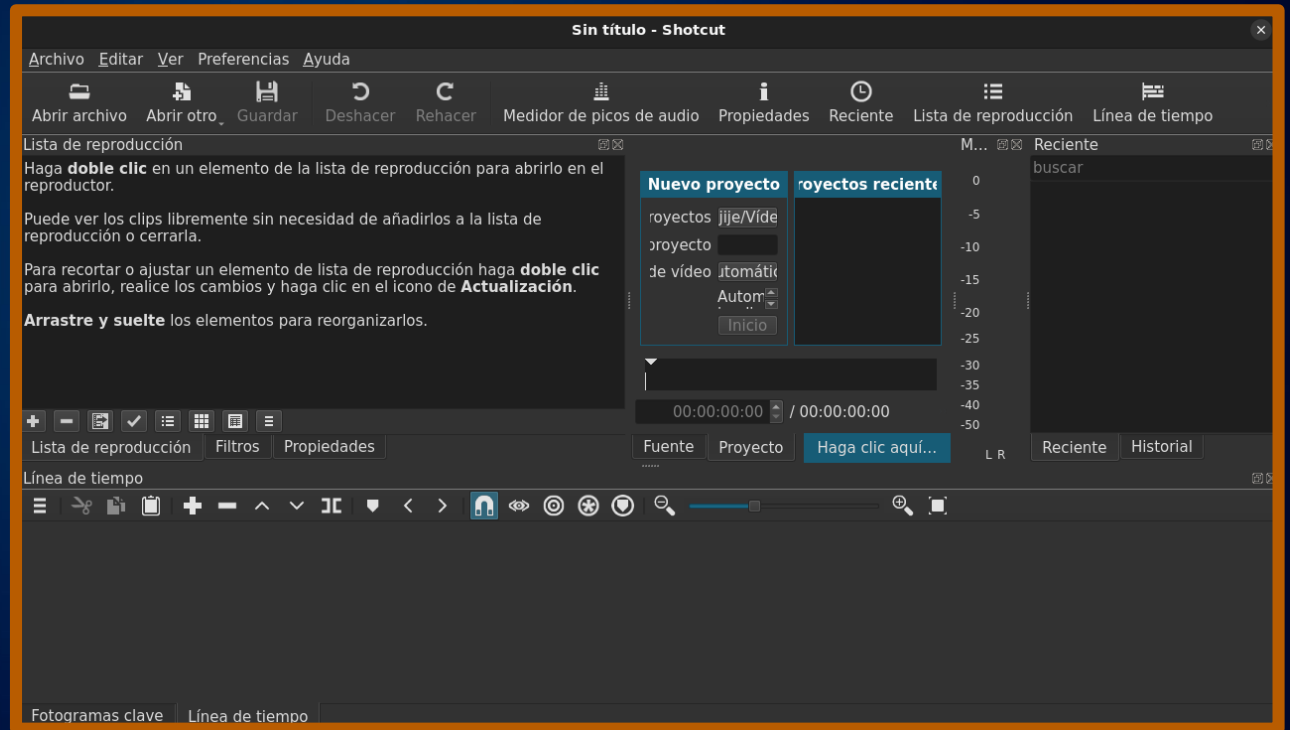 Sin título - Shotcut
Archivo Editar Ver Preferencias Ayuda
Abrir archivo Abrir otro Guardar Deshacer Rehacer Medidor de picos de audio Propiedades Reciente Lista de reproducción Línea de tiempo
Lista de reproducción
Haga doble clic en un elemento de la lista de reproducción para abrirlo en el
reproductor.
Puede ver los clips libremente sin necesidad de añadirlos a la lista de
reproducción o cerrarla.
Para recortar o ajustar un elemento de lista de reproducción haga doble clic
para abrirlo, realice los cambios y haga clic en el icono de Actualización.
Arrastre y suelte los elementos para reorganizarlos.
Lista de reproducción Filtros Propiedades
Nuevo proyecto royectos reciente
royectos jije/Víde
proyecto
de vídeo utomátic
Autom
Inicio
00:00:00:00 / 00:00:00:00
Fuente Proyecto Haga clic aquí...
M...
0
-5
-10
-15
-20
-25
-30
-35
-40
-50
L R
Reciente
buscar
Reciente Historial
Línea de tiempo
Fotogramas clave Línea de tiempo